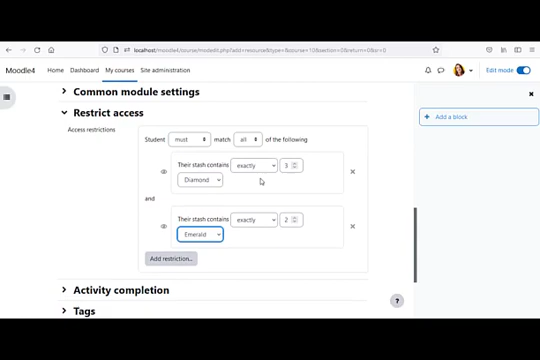 localhost/moodle4/course/modedit.php?add=resource&type=&course=10&section=0&return=0&sr=0
Moodle4 Home Dashboard My courses Site administration Edit mode
Common module settings
Add a block
Restrict access
Access restrictions
Student must match all of the following
Their stash contains exactly 3
Diamond
and
Their stash contains exactly 2
Emerald
Add restriction...
Activity completion
?
Tags